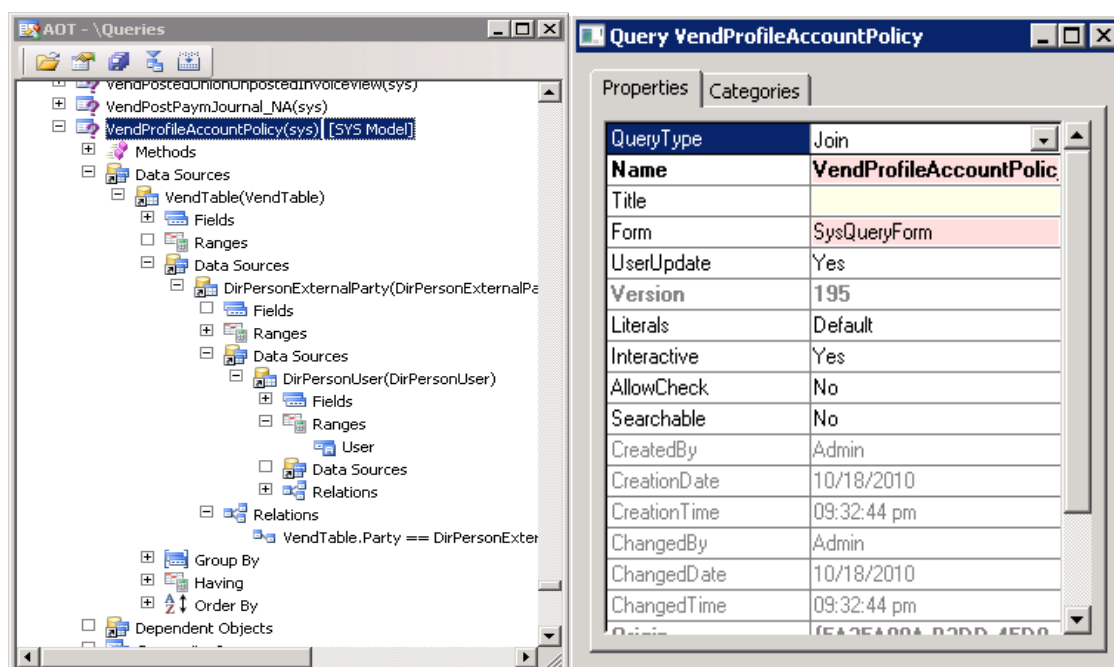 AOT - \Queries
VendPostedUnionUnpostedInvoiceView(sys)
VendPostPaymJournal_NA(sys)
VendProfileAccountPolicy(sys) [SYS Model]
Methods
Data Sources
VendTable(VendTable)
Fields
Ranges
Data Sources
DirPersonExternalParty(DirPersonExternalPa
Fields
Ranges
Data Sources
DirPersonUser(DirPersonUser)
Fields
Ranges
User
Data Sources
Relations
Relations
VendTable.Party == DirPersonExter
Group By
Having
Order By
Dependent Objects
Query VendProfileAccountPolicy
Properties Categories
QueryType Join
Name VendProfileAccountPolic
Title
Form SysQueryForm
UserUpdate Yes
Version 195
Literals Default
Interactive Yes
AllowCheck No
Searchable No
CreatedBy Admin
CreationDate 10/18/2010
CreationTime 09:32:44 pm
ChangedBy Admin
ChangedDate 10/18/2010
ChangedTime 09:32:44 pm
Origin